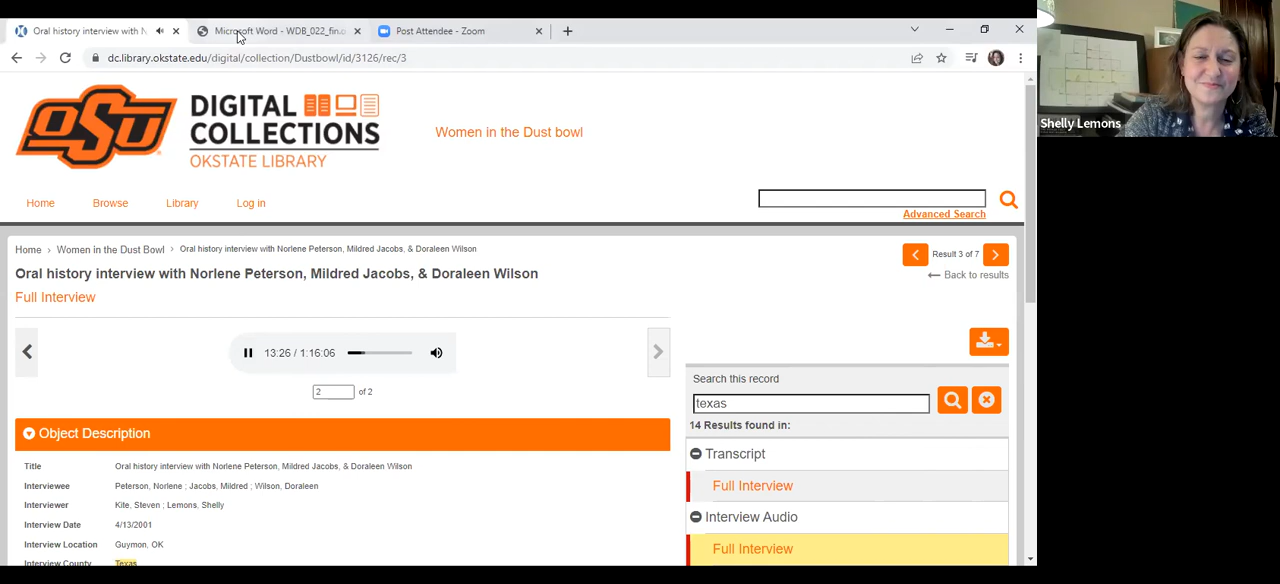 Oral history interview with N
Microsoft Word - WDB_022_fin.o
Post Attendee - Zoom
dc.library.okstate.edu/digital/collection/Dustbowl/id/3126/rec/3
Shelly Lemons
OSU
DIGITAL
COLLECTIONS
OKSTATE LIBRARY
Women in the Dust bowl
Home
Browse
Library
Log in
Advanced Search
Home › Women in the Dust Bowl › Oral history interview with Norlene Peterson, Mildred Jacobs, & Doraleen Wilson
Result 3 of 7
Oral history interview with Norlene Peterson, Mildred Jacobs, & Doraleen Wilson
Back to results
Full Interview
13:26 / 1:16:06
2 of 2
Search this record
texas
14 Results found in:
Object Description
Transcript
Full Interview
Interview Audio
Full Interview
Title Oral history interview with Norlene Peterson, Mildred Jacobs, & Doraleen Wilson
Interviewee Peterson, Norlene ; Jacobs, Mildred ; Wilson, Doraleen
Interviewer Kite, Steven ; Lemons, Shelly
Interview Date 4/13/2001
Interview Location Guymon, OK
Interview County Texas